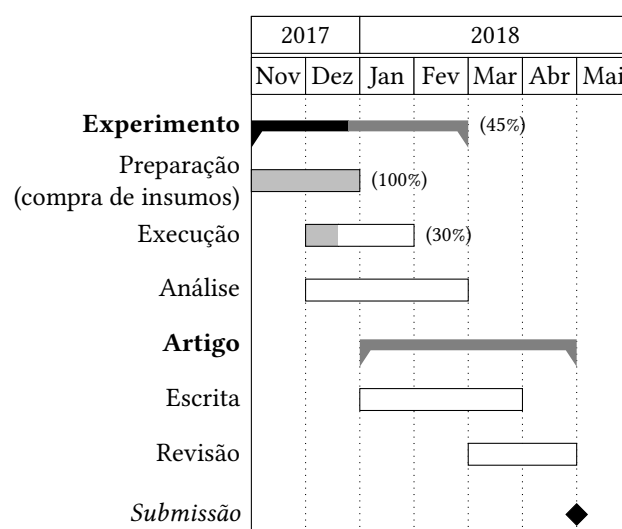 2017 2018
Nov Dez Jan Fev Mar Abr Mai
Experimento (45%)
Preparação
(compra de insumos) (100%)
Execução (30%)
Análise
Artigo
Escrita
Revisão
Submissão